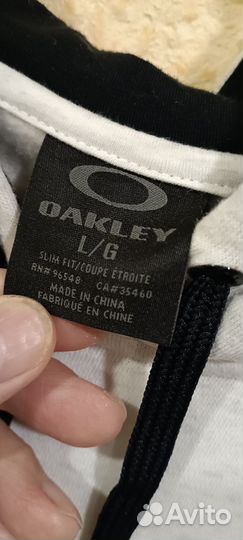 OAKLEY
L/G
SLIM FIT/COUPE ÉTROITE
RN#96548 CA#35460
MADE IN CHINA
FABRIQUÉ EN CHINE
Avito